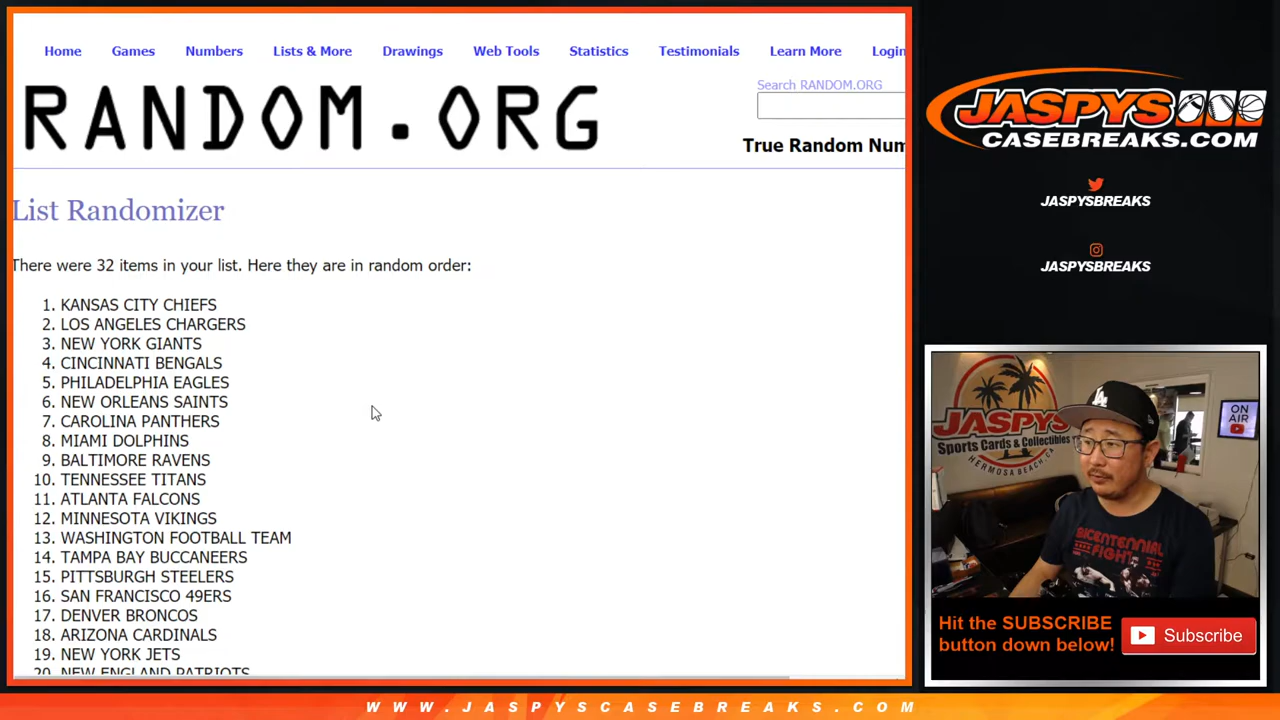 Home Games Numbers Lists & More Drawings Web Tools Statistics Testimonials Learn More Login
RANDOM.ORG
Search RANDOM.ORG
True Random Num
List Randomizer
There were 32 items in your list. Here they are in random order:
1. KANSAS CITY CHIEFS
2. LOS ANGELES CHARGERS
3. NEW YORK GIANTS
4. CINCINNATI BENGALS
5. PHILADELPHIA EAGLES
6. NEW ORLEANS SAINTS
7. CAROLINA PANTHERS
8. MIAMI DOLPHINS
9. BALTIMORE RAVENS
10. TENNESSEE TITANS
11. ATLANTA FALCONS
12. MINNESOTA VIKINGS
13. WASHINGTON FOOTBALL TEAM
14. TAMPA BAY BUCCANEERS
15. PITTSBURGH STEELERS
16. SAN FRANCISCO 49ERS
17. DENVER BRONCOS
18. ARIZONA CARDINALS
19. NEW YORK JETS
20. NEW ENGLAND PATRIOTS
JASPYS
CASEBREAKS.COM
JASPYSBREAKS
JASPYSBREAKS
JASPYS
Sports Cards & Collectibles
HERMOSA BEACH, CA
ON
AIR
LA
BICENTENNIAL
FIGHT
Hit the SUBSCRIBE
button down below!
Subscribe
WWW.JASPYSCASEBREAKS.COM